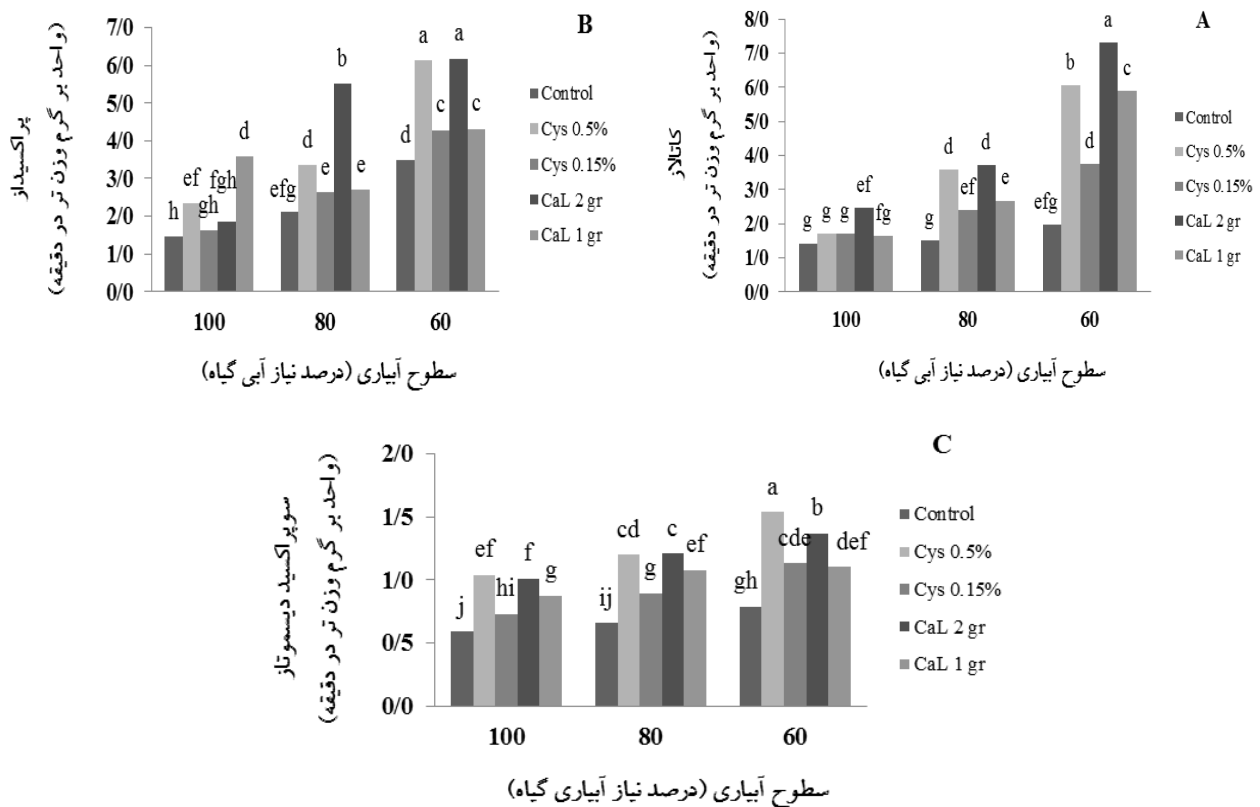 B
پراکسیداز
(واحد بر گرم وزن تر در دقیقه)
7/0
6/0
5/0
4/0
3/0
2/0
1/0
0/0
h ef gh fgh d
efg d e b e
d a c a c
100 80 60
سطوح آبیاری (درصد نیاز آبی گیاه)
Control
Cys 0.5%
Cys 0.15%
CaL 2 gr
CaL 1 gr
A
کاتالاز
(واحد بر گرم وزن تر در دقیقه)
8/0
7/0
6/0
5/0
4/0
3/0
2/0
1/0
0/0
g g g ef fg
g d ef d e
efg b d a c
100 80 60
سطوح آبیاری (درصد نیاز آبی گیاه)
Control
Cys 0.5%
Cys 0.15%
CaL 2 gr
CaL 1 gr
C
سوپراکسید دیسموتاز
(واحد بر گرم وزن تر در دقیقه)
2/0
1/5
1/0
0/5
0/0
j ef hi f g
ij cd g c ef
gh a cde b def
100 80 60
سطوح آبیاری (درصد نیاز آبیاری گیاه)
Control
Cys 0.5%
Cys 0.15%
CaL 2 gr
CaL 1 gr